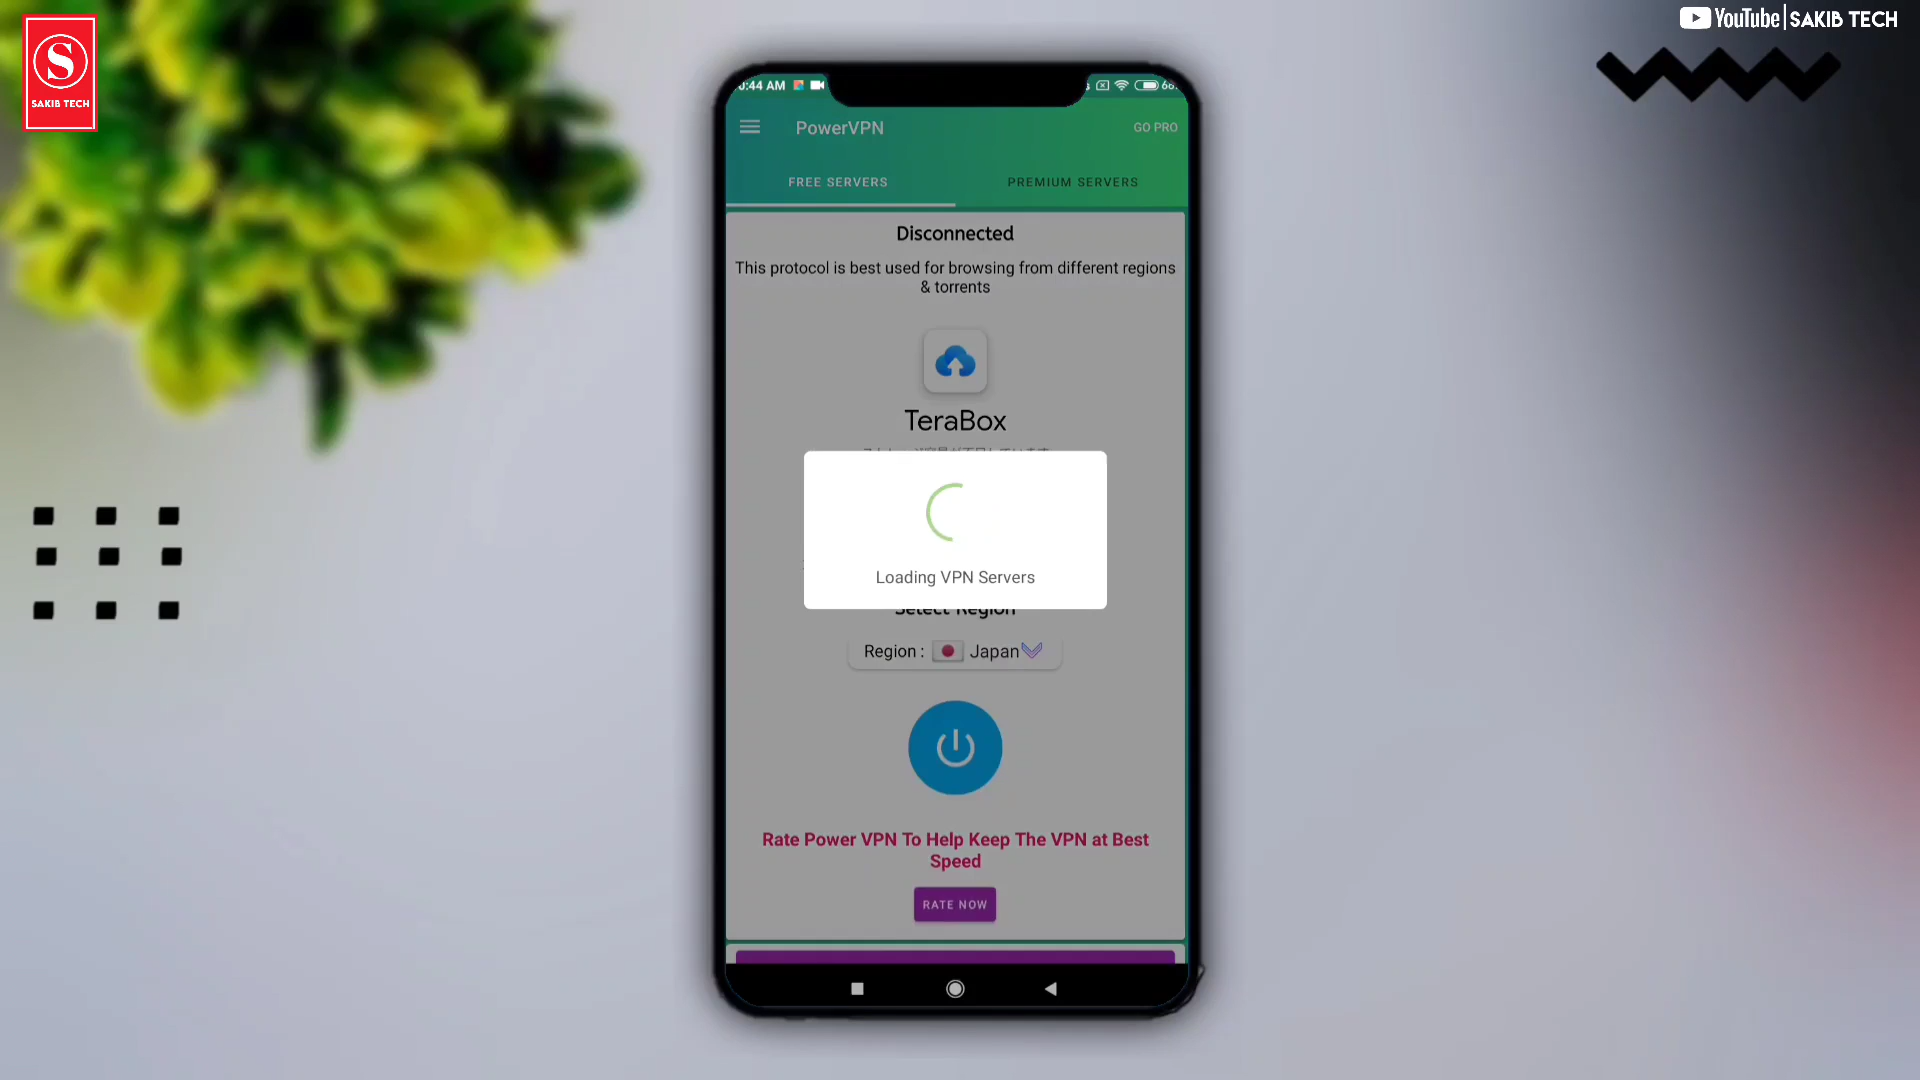 S
SAKIB TECH
YouTube | SAKIB TECH
:44 AM
PowerVPN
GO PRO
FREE SERVERS
PREMIUM SERVERS
Disconnected
This protocol is best used for browsing from different regions
& torrents
TeraBox
Loading VPN Servers
Select Region
Region : Japan
Rate Power VPN To Help Keep The VPN at Best
Speed
RATE NOW